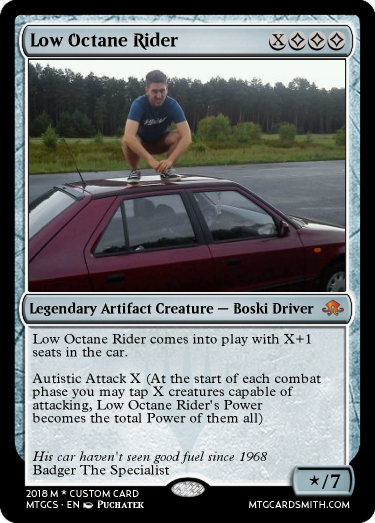 Low Octane Rider X
Legendary Artifact Creature — Boski Driver
Low Octane Rider comes into play with X+1
seats in the car.
Autistic Attack X (At the start of each combat
phase you may tap X creatures capable of
attacking, Low Octane Rider's Power
becomes the total Power of them all)
His car haven't seen good fuel since 1968
Badger The Specialist
★/7
2018 M * CUSTOM CARD
MTGCS · EN Puchatek
MTGCARDSMITH.COM